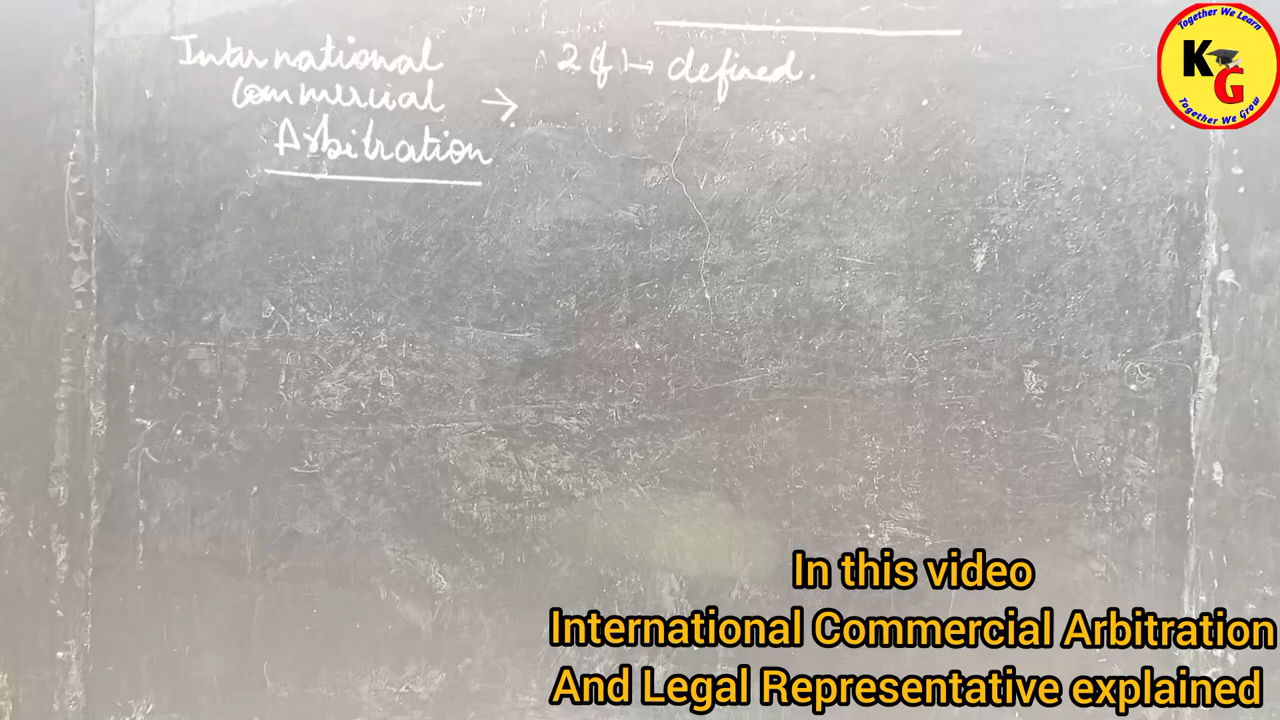 International
Commercial →
Arbitration
2(f) → defined.
Together We Learn
KG
Together We Grow
In this video
International Commercial Arbitration
And Legal Representative explained